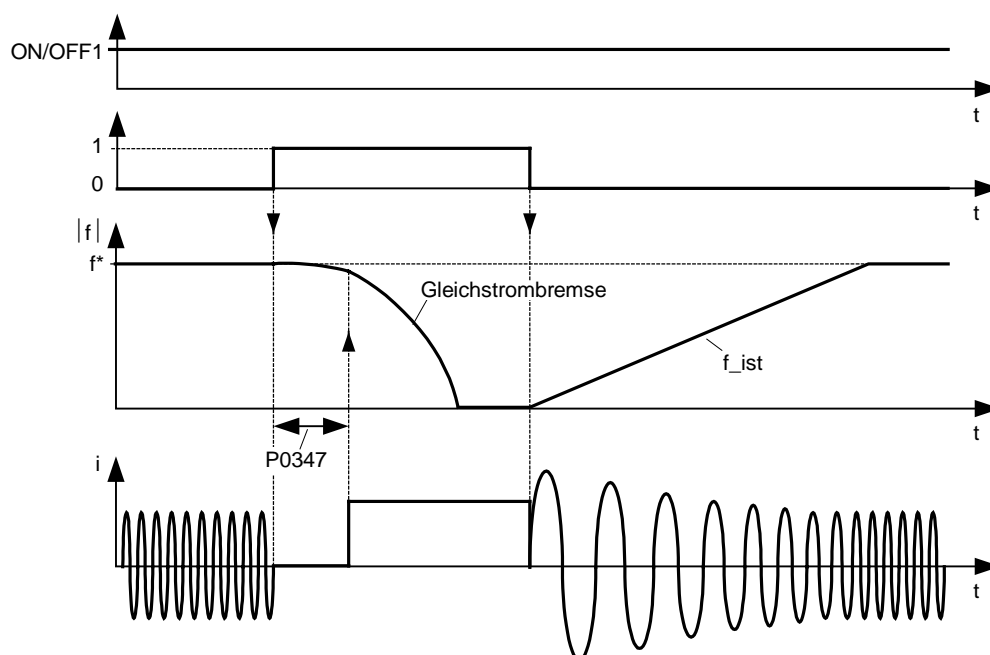 ON/OFF1
t
1
0
t
|f|
f*
Gleichstrombremse
f_ist
t
P0347
i
t